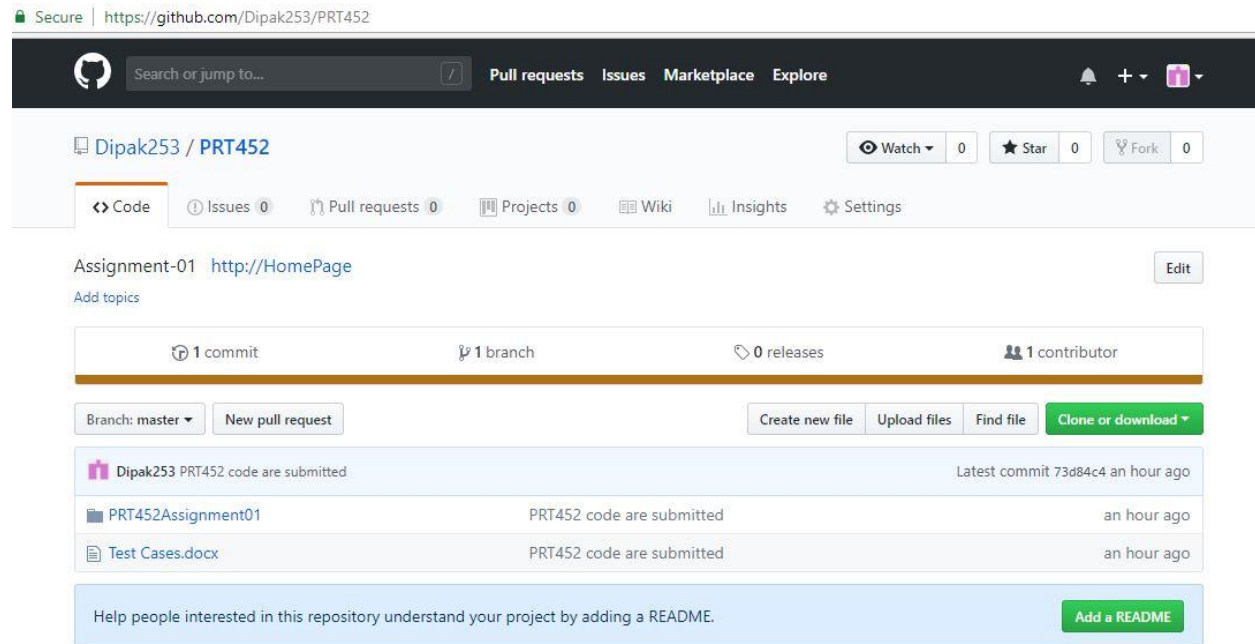 Secure | https://github.com/Dipak253/PRT452
Search or jump to... / Pull requests Issues Marketplace Explore
Dipak253 / PRT452 Watch 0 Star 0 Fork 0
<> Code Issues 0 Pull requests 0 Projects 0 Wiki Insights Settings
Assignment-01 http://HomePage Edit
Add topics
1 commit 1 branch 0 releases 1 contributor
Branch: master New pull request Create new file Upload files Find file Clone or download
Dipak253 PRT452 code are submitted Latest commit 73d84c4 an hour ago
PRT452Assignment01 PRT452 code are submitted an hour ago
Test Cases.docx PRT452 code are submitted an hour ago
Help people interested in this repository understand your project by adding a README. Add a README